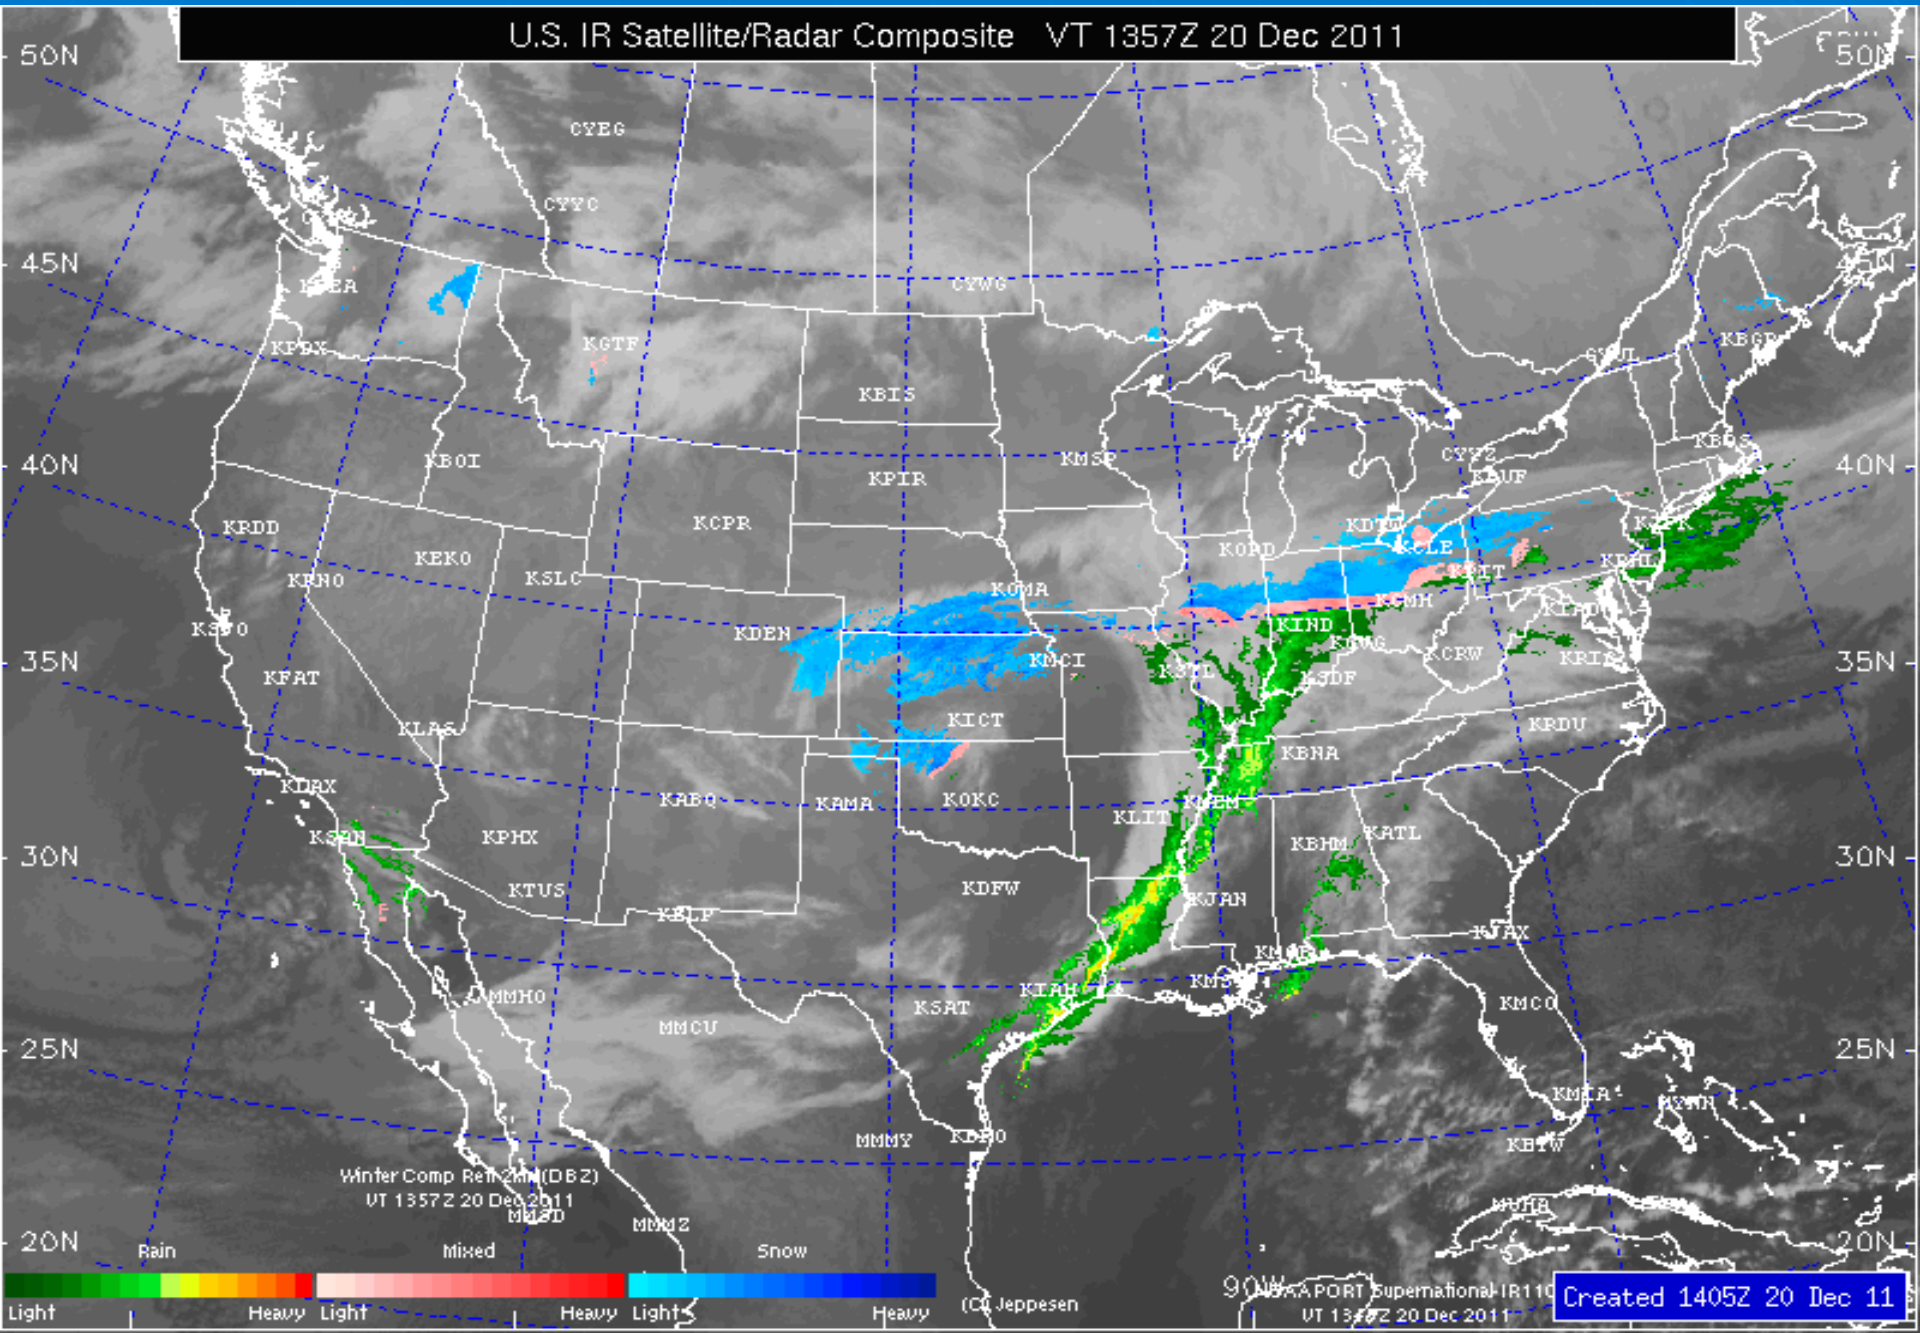 U.S. IR Satellite/Radar Composite VT 1357Z 20 Dec 2011
50N
50N
CYEG
CYYC
45N
CYWG
KGTF
KPDX
KBGR
KBIS
KBOS
40N
KBOI
KMSP
CYYZ
40N
KPIR
KBUF
KRDD
KCPR
KDTW
KORD
KCLE
KEKO
KSLC
KRNO
KPIT
KPHL
KOMA
KCMH
KIAD
KSFO
KDEN
KIND
35N
KMCI
KCRW
KRIC
35N
KFAT
KSTL
KSDF
KLAS
KICT
KRDU
KBNA
KLAX
KABQ
KAMA
KOKC
KMEM
KLIT
KSAN
KPHX
KBHM
KATL
30N
30N
KTUS
KDFW
KJAN
KELP
KJAX
KMOB
KIAH
KMSY
MMHO
KSAT
KMCO
MMCU
25N
25N
KMIA
MYNN
MMMY
KBRO
KEYW
Winter Comp Refl 2km (DBZ)
VT 1357Z 20 Dec 2011
MMSD
MMMZ
MUHA
20N
20N
Rain Mixed Snow
90W
Light Heavy Light Heavy Light Heavy
(C) Jeppesen
Supernational-IR110
VT 20 Dec 2011
Created 1405Z 20 Dec 11